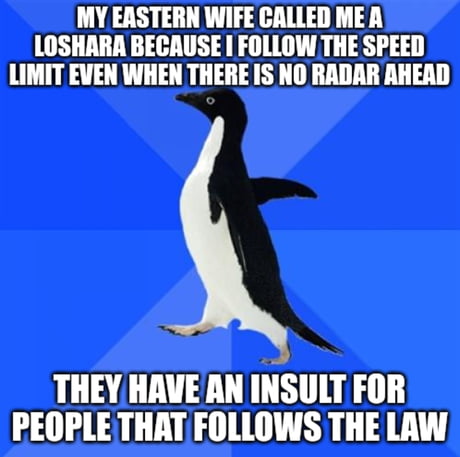 MY EASTERN WIFE CALLED ME A
LOSHARA BECAUSE I FOLLOW THE SPEED
LIMIT EVEN WHEN THERE IS NO RADAR AHEAD
THEY HAVE AN INSULT FOR
PEOPLE THAT FOLLOWS THE LAW